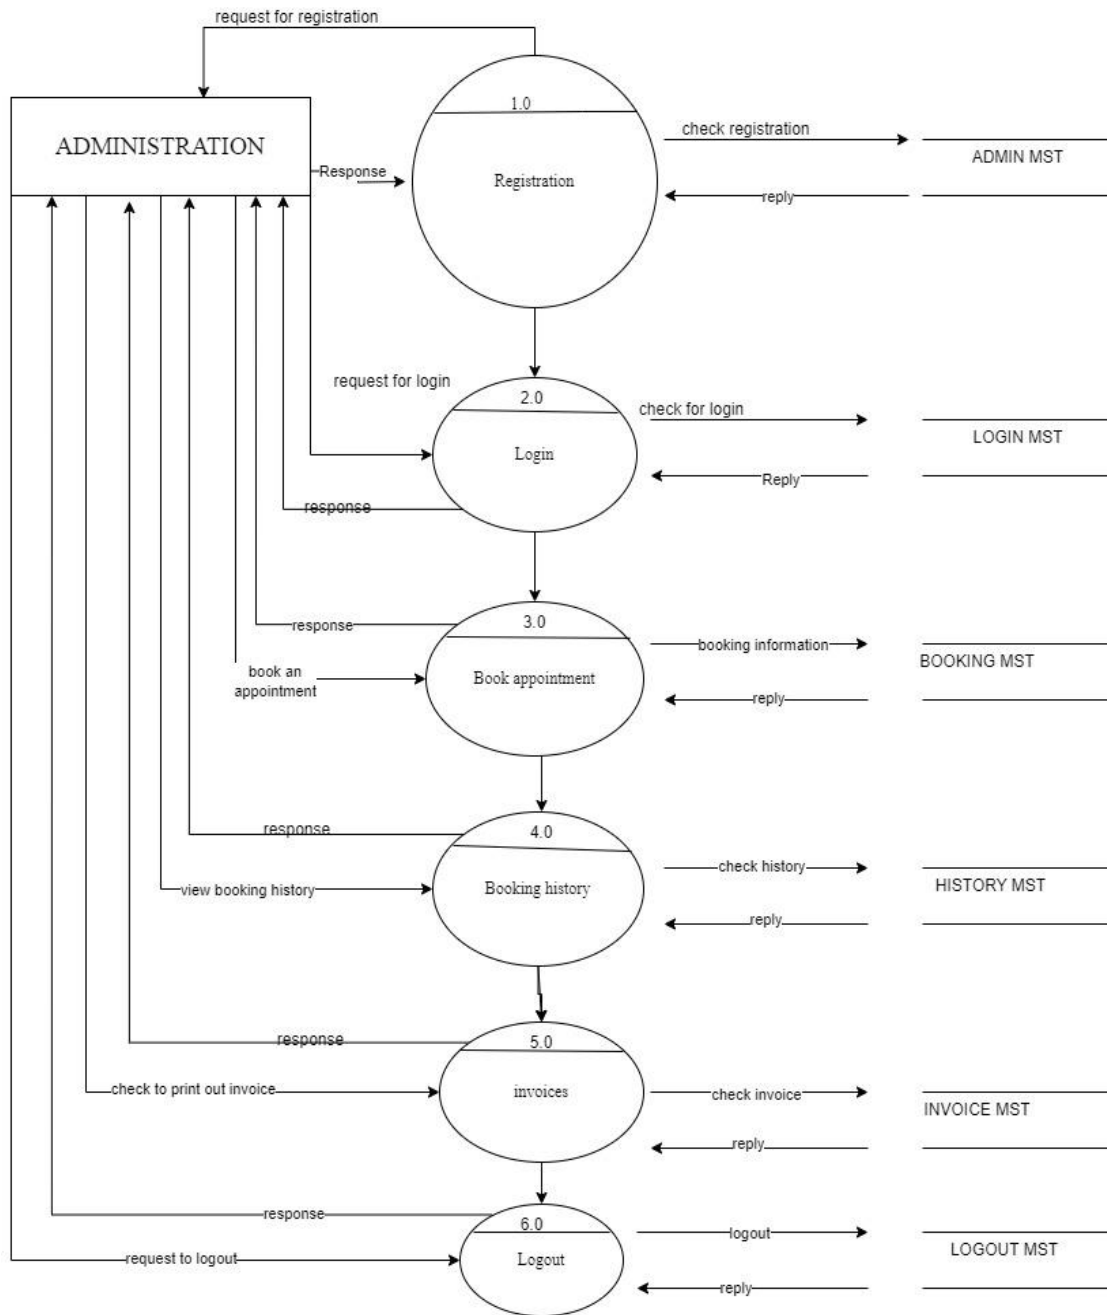 request for registration
1.0
ADMINISTRATION
check registration
ADMIN MST
Response
Registration
reply
request for login
2.0
check for login
LOGIN MST
Login
Reply
response
response
3.0
booking information
BOOKING MST
book an
appointment
Book appointment
reply
response
4.0
check history
view booking history
Booking history
HISTORY MST
reply
response
5.0
check to print out invoice
invoices
check invoice
INVOICE MST
reply
response
6.0
logout
LOGOUT MST
request to logout
Logout
reply